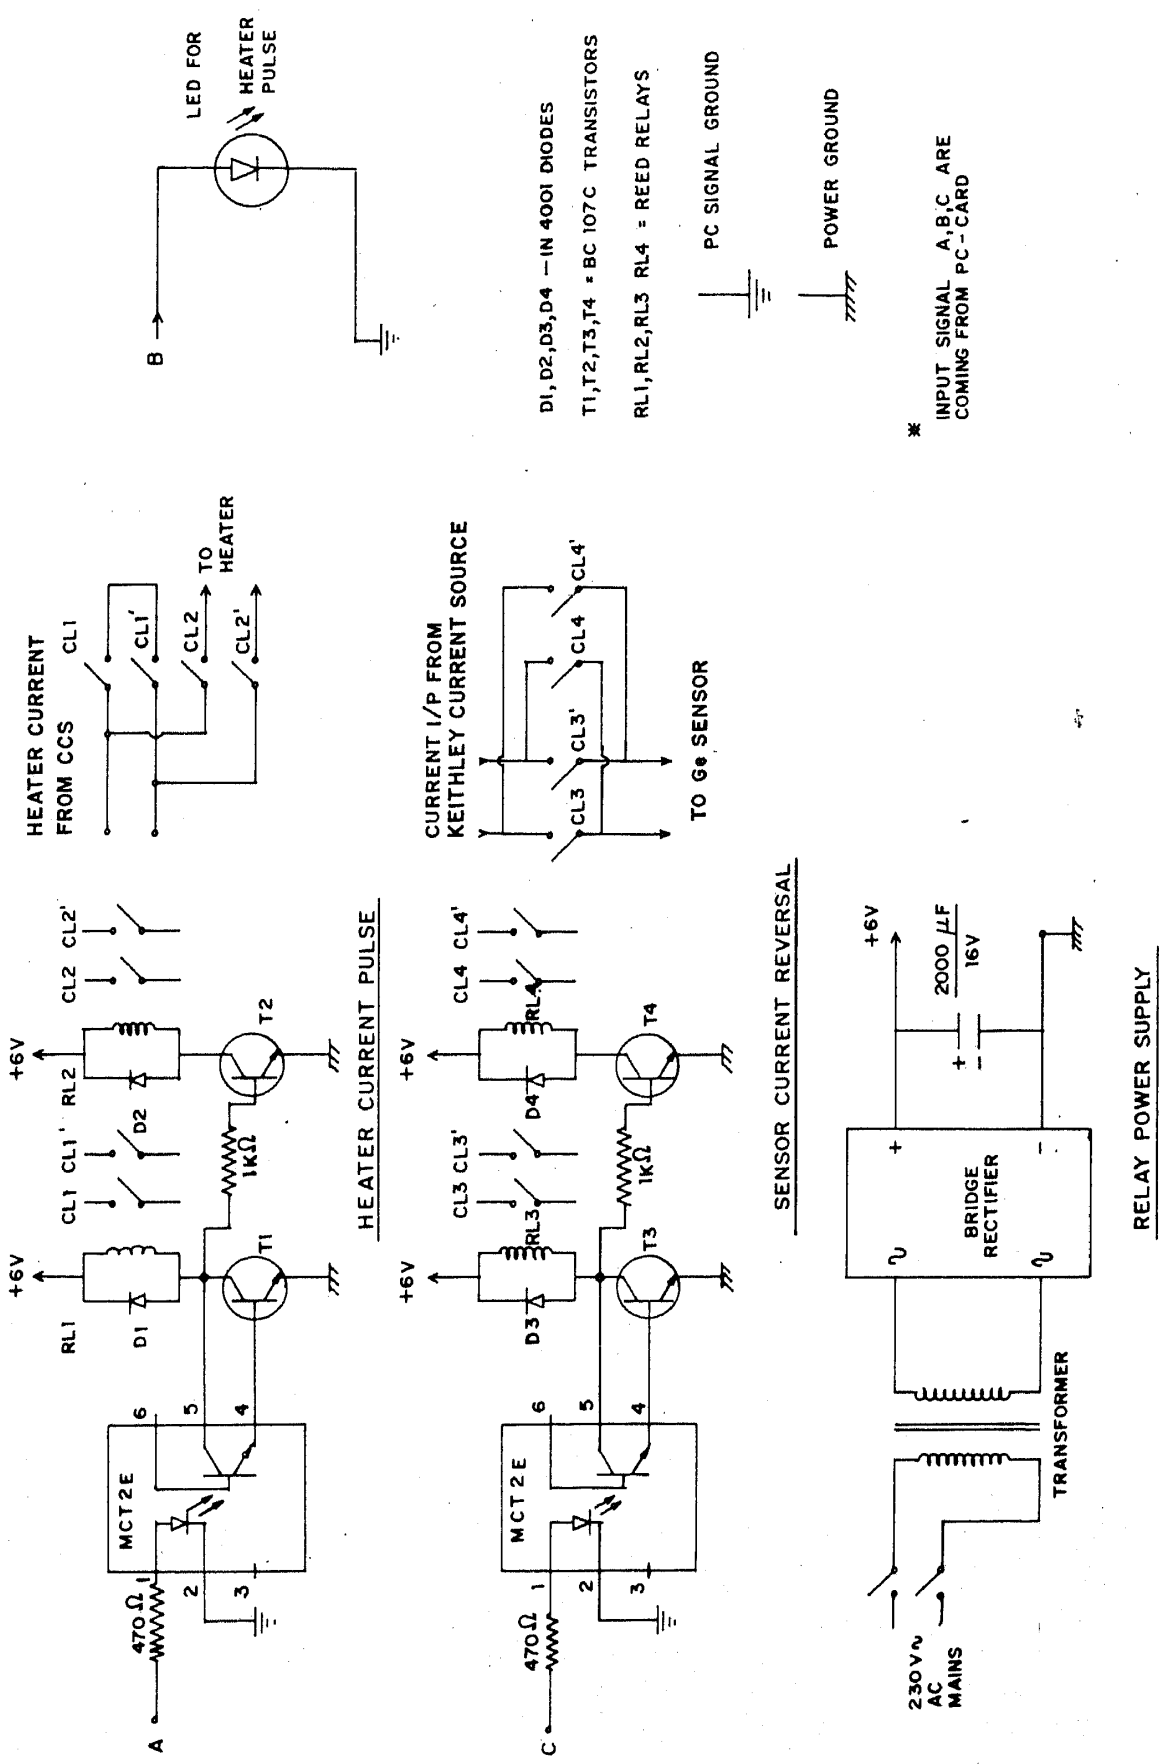 A
470Ω
1
2
3
MCT2E
6
5
4
+6V
RL1
D1
T1
CL1 CL1'
1KΩ
+6V
RL2
D2
T2
CL2 CL2'
HEATER CURRENT PULSE
HEATER CURRENT
FROM CCS
CL1
CL1'
CL2
CL2'
TO
HEATER
B
LED FOR
HEATER
PULSE
C
470Ω
1
2
3
MCT2E
6
5
4
+6V
D3
RL3
T3
CL3 CL3'
1KΩ
+6V
D4
RL4
T4
CL4 CL4'
SENSOR CURRENT REVERSAL
CURRENT I/P FROM
KEITHLEY CURRENT SOURCE
CL3
CL3'
CL4
CL4'
TO Ge SENSOR
D1,D2,D3,D4 — IN 4001 DIODES
T1,T2,T3,T4 = BC 107C TRANSISTORS
RL1,RL2,RL3 RL4 = REED RELAYS
PC SIGNAL GROUND
POWER GROUND
* INPUT SIGNAL A,B,C ARE
COMING FROM PC-CARD
230V~
AC
MAINS
TRANSFORMER
~
~
BRIDGE
RECTIFIER
+
-
+6V
+
-
2000 µF
16V
RELAY POWER SUPPLY